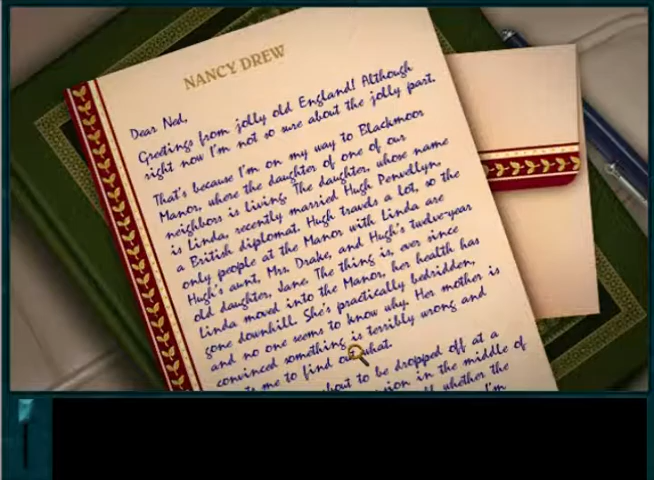 NANCY DREW
Dear Ned,
Greetings from jolly old England! Although
right now I'm not so sure about the jolly part.
That's because I'm on my way to Blackmoor
Manor, where the daughter of one of our
neighbors is living. The daughter, whose name
is Linda, recently married Hugh Penvellyn,
a British diplomat. Hugh travels a lot, so the
only people at the Manor with Linda are
Hugh's aunt, Mrs. Drake, and Hugh's twelve-year
old daughter, Jane. The thing is, ever since
Linda moved into the Manor, her health has
gone downhill. She's practically bedridden,
and no one seems to know why. Her mother is
convinced something is terribly wrong and
me to find out what.
to be dropped off at a
in the middle of
whether the
I'm